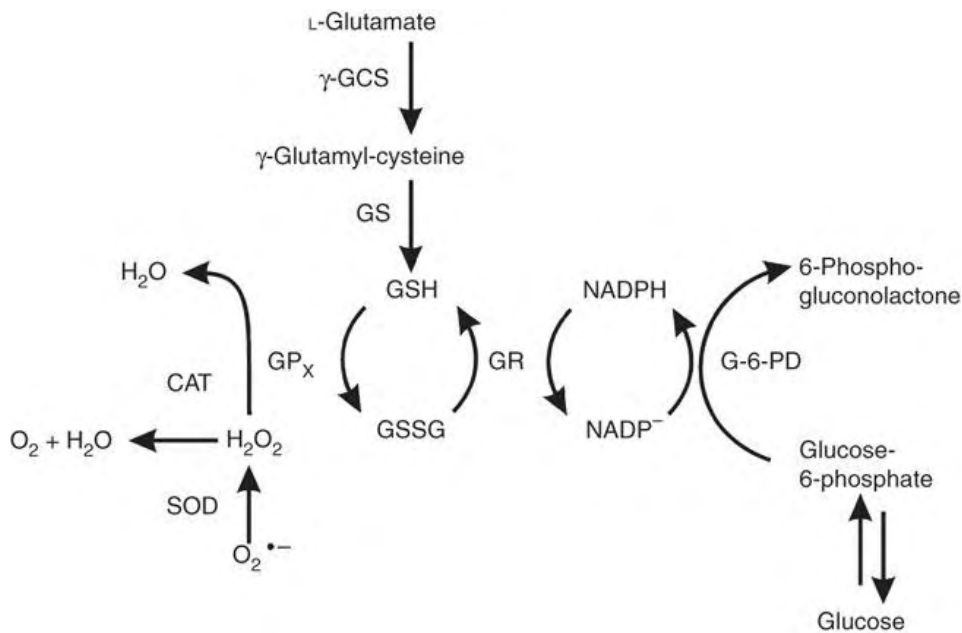 L-Glutamate
γ-GCS
γ-Glutamyl-cysteine
GS
H₂O
GSH
NADPH
6-Phospho-
gluconolactone
GPX
GR
G-6-PD
CAT
O₂ + H₂O
H₂O₂
GSSG
NADP⁻
Glucose-
6-phosphate
SOD
O₂•−
Glucose